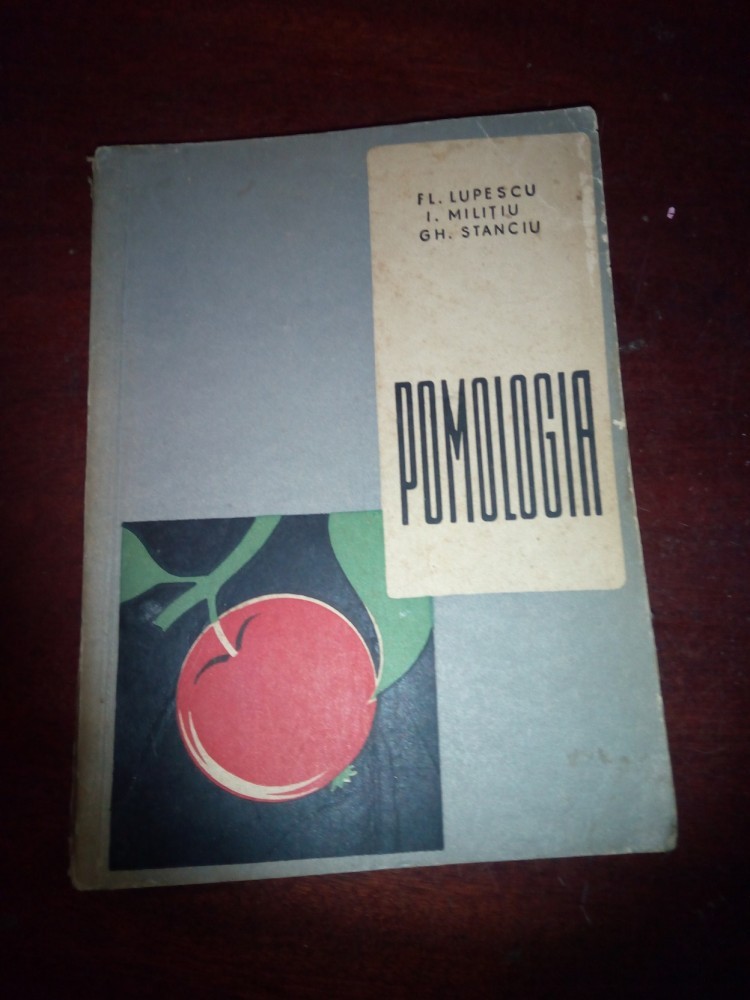 FL. LUPESCU
I. MILIȚIU
GH. STANCIU
POMOLOGIA